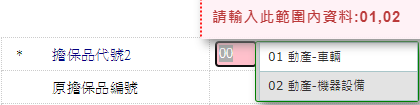 請輸入此範圍內資料:01,02
* 擔保品代號2 00
01 動產-車輛
02 動產-機器設備
原擔保品編號